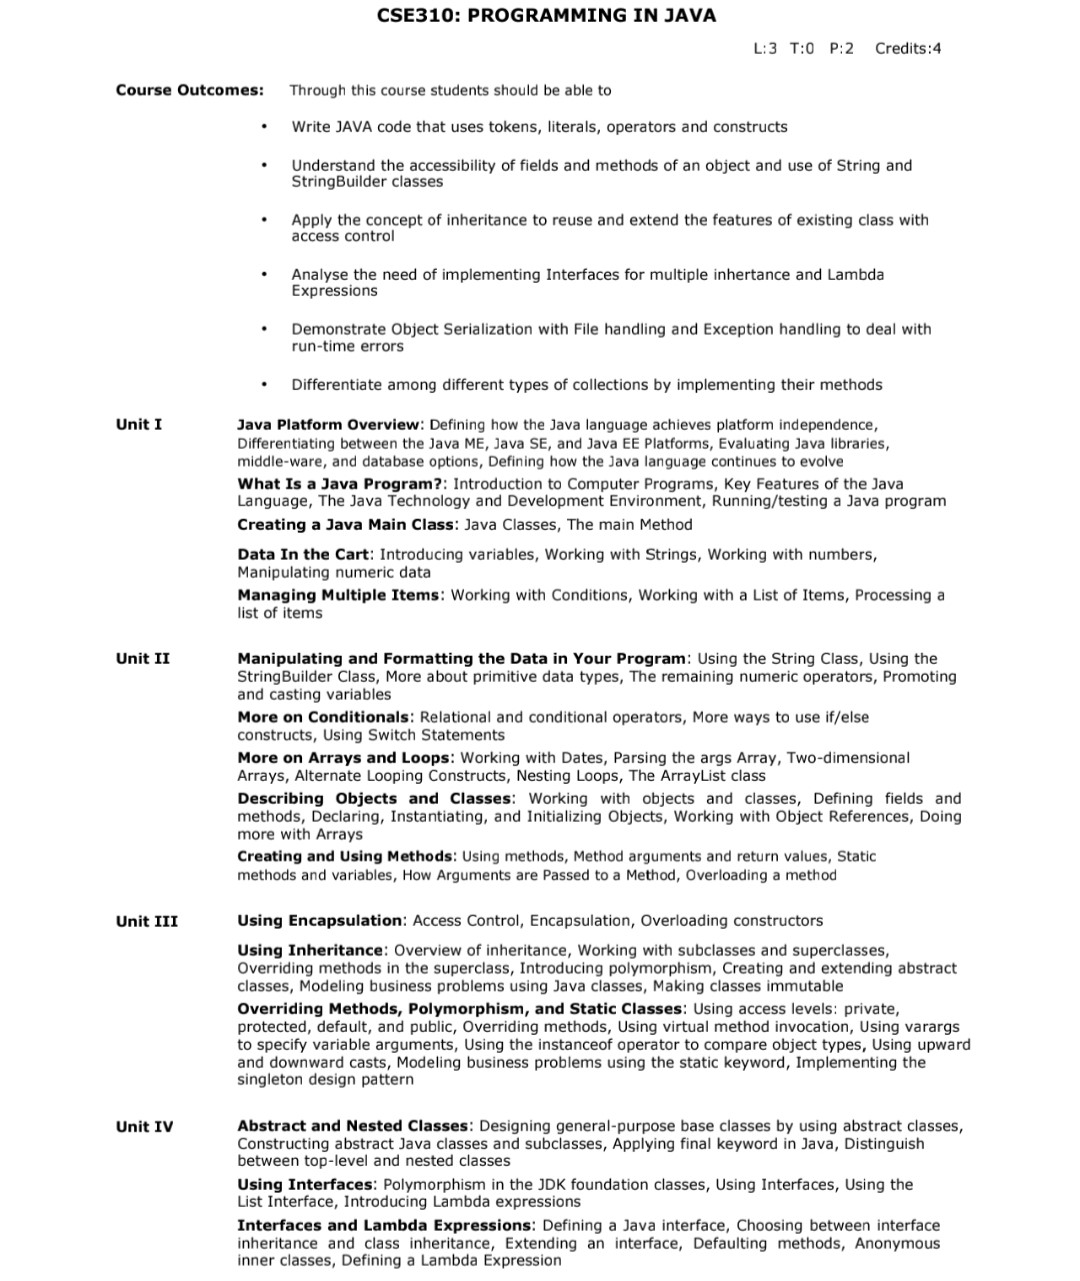 CSE310: PROGRAMMING IN JAVA
L:3 T:0 P:2 Credits:4
Course Outcomes: Through this course students should be able to
• Write JAVA code that uses tokens, literals, operators and constructs
• Understand the accessibility of fields and methods of an object and use of String and
StringBuilder classes
• Apply the concept of inheritance to reuse and extend the features of existing class with
access control
• Analyse the need of implementing Interfaces for multiple inhertance and Lambda
Expressions
• Demonstrate Object Serialization with File handling and Exception handling to deal with
run-time errors
• Differentiate among different types of collections by implementing their methods
Unit I Java Platform Overview: Defining how the Java language achieves platform independence,
Differentiating between the Java ME, Java SE, and Java EE Platforms, Evaluating Java libraries,
middle-ware, and database options, Defining how the Java language continues to evolve
What Is a Java Program?: Introduction to Computer Programs, Key Features of the Java
Language, The Java Technology and Development Environment, Running/testing a Java program
Creating a Java Main Class: Java Classes, The main Method
Data In the Cart: Introducing variables, Working with Strings, Working with numbers,
Manipulating numeric data
Managing Multiple Items: Working with Conditions, Working with a List of Items, Processing a
list of items
Unit II Manipulating and Formatting the Data in Your Program: Using the String Class, Using the
StringBuilder Class, More about primitive data types, The remaining numeric operators, Promoting
and casting variables
More on Conditionals: Relational and conditional operators, More ways to use if/else
constructs, Using Switch Statements
More on Arrays and Loops: Working with Dates, Parsing the args Array, Two-dimensional
Arrays, Alternate Looping Constructs, Nesting Loops, The ArrayList class
Describing Objects and Classes: Working with objects and classes, Defining fields and
methods, Declaring, Instantiating, and Initializing Objects, Working with Object References, Doing
more with Arrays
Creating and Using Methods: Using methods, Method arguments and return values, Static
methods and variables, How Arguments are Passed to a Method, Overloading a method
Unit III Using Encapsulation: Access Control, Encapsulation, Overloading constructors
Using Inheritance: Overview of inheritance, Working with subclasses and superclasses,
Overriding methods in the superclass, Introducing polymorphism, Creating and extending abstract
classes, Modeling business problems using Java classes, Making classes immutable
Overriding Methods, Polymorphism, and Static Classes: Using access levels: private,
protected, default, and public, Overriding methods, Using virtual method invocation, Using varargs
to specify variable arguments, Using the instanceof operator to compare object types, Using upward
and downward casts, Modeling business problems using the static keyword, Implementing the
singleton design pattern
Unit IV Abstract and Nested Classes: Designing general-purpose base classes by using abstract classes,
Constructing abstract Java classes and subclasses, Applying final keyword in Java, Distinguish
between top-level and nested classes
Using Interfaces: Polymorphism in the JDK foundation classes, Using Interfaces, Using the
List Interface, Introducing Lambda expressions
Interfaces and Lambda Expressions: Defining a Java interface, Choosing between interface
inheritance and class inheritance, Extending an interface, Defaulting methods, Anonymous
inner classes, Defining a Lambda Expression